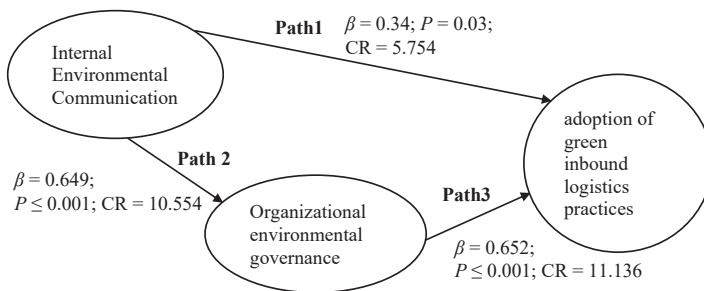 Path1
β = 0.34; P = 0.03;
CR = 5.754
Internal
Environmental
Communication
adoption of
green
inbound
logistics
practices
Path 2
β = 0.649;
P ≤ 0.001; CR = 10.554
Path3
Organizational
environmental
governance
β = 0.652;
P ≤ 0.001; CR = 11.136